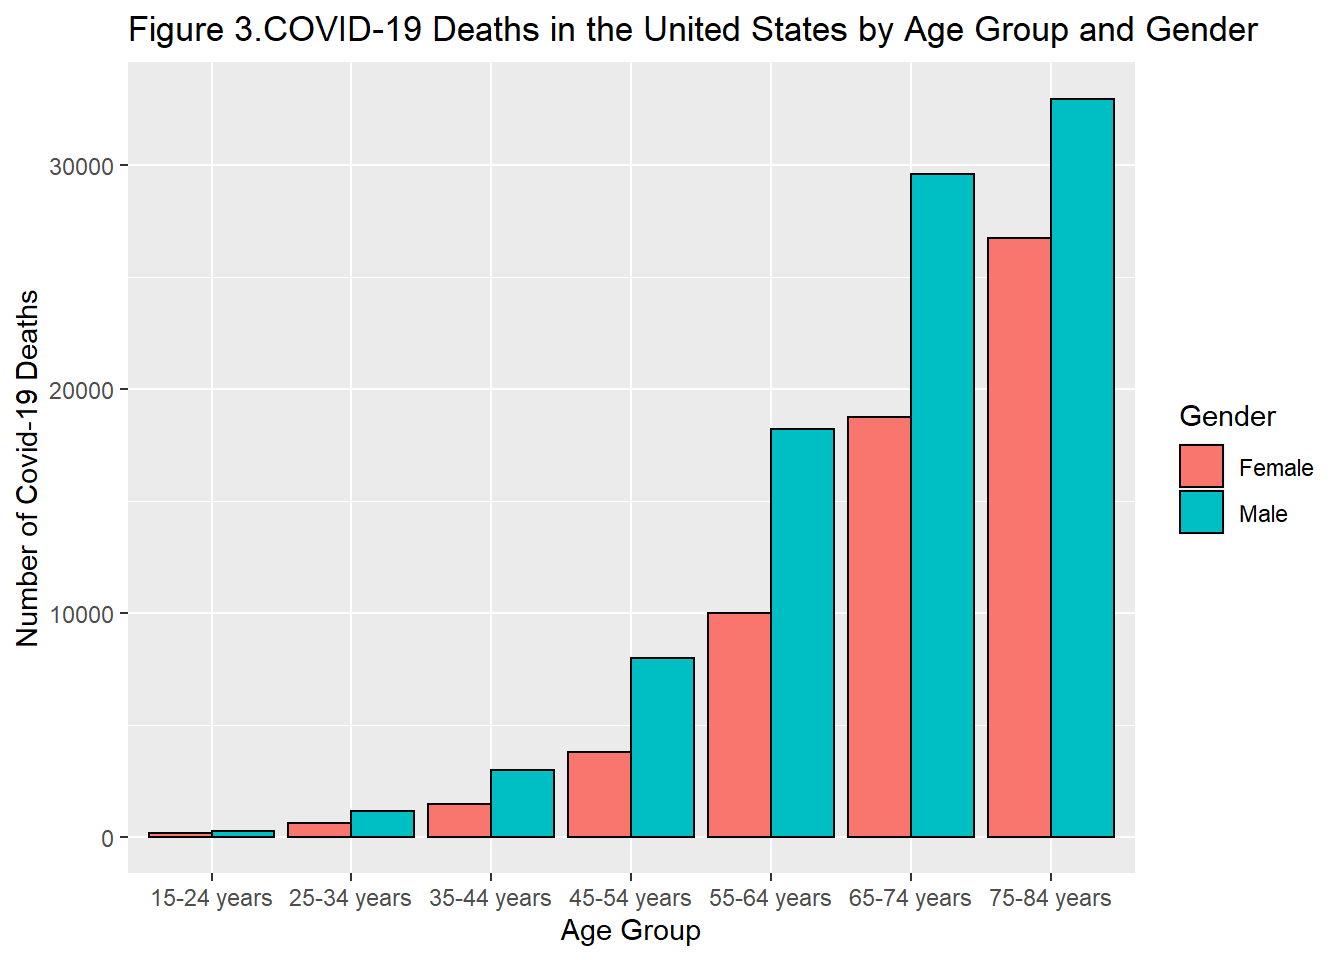 Figure 3.COVID-19 Deaths in the United States by Age Group and Gender
Number of Covid-19 Deaths
30000
20000
10000
0
15-24 years 25-34 years 35-44 years 45-54 years 55-64 years 65-74 years 75-84 years
Age Group
Gender
Female
Male